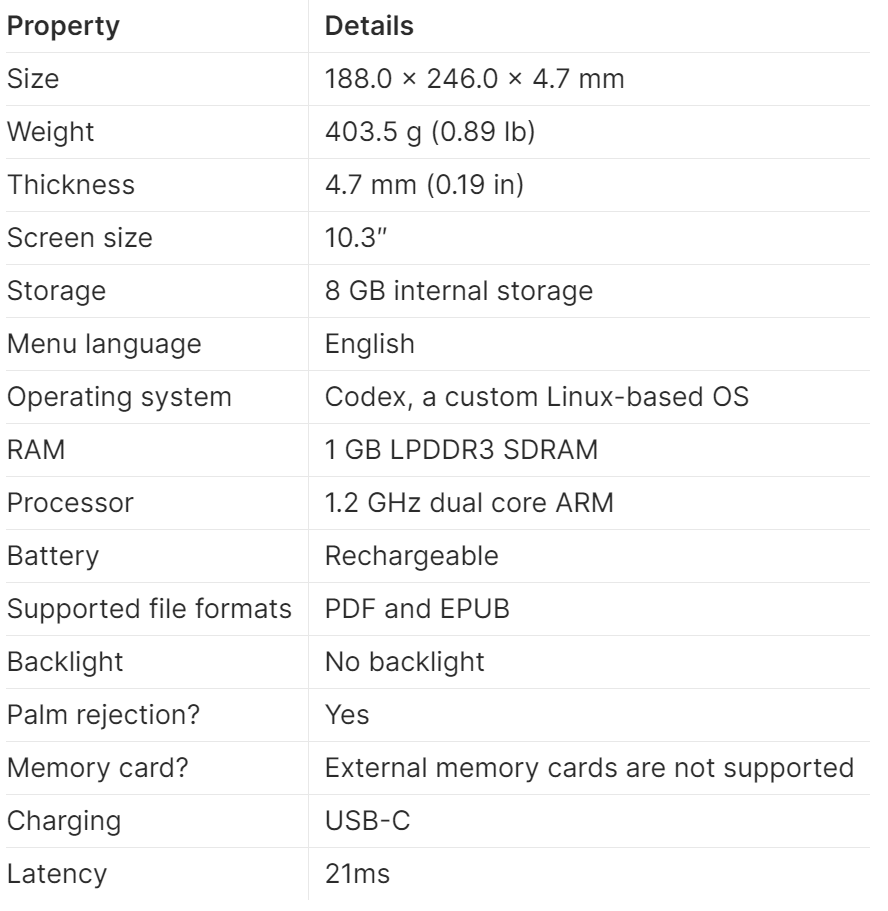 Property Details
Size 188.0 × 246.0 × 4.7 mm
Weight 403.5 g (0.89 lb)
Thickness 4.7 mm (0.19 in)
Screen size 10.3″
Storage 8 GB internal storage
Menu language English
Operating system Codex, a custom Linux-based OS
RAM 1 GB LPDDR3 SDRAM
Processor 1.2 GHz dual core ARM
Battery Rechargeable
Supported file formats PDF and EPUB
Backlight No backlight
Palm rejection? Yes
Memory card? External memory cards are not supported
Charging USB-C
Latency 21ms